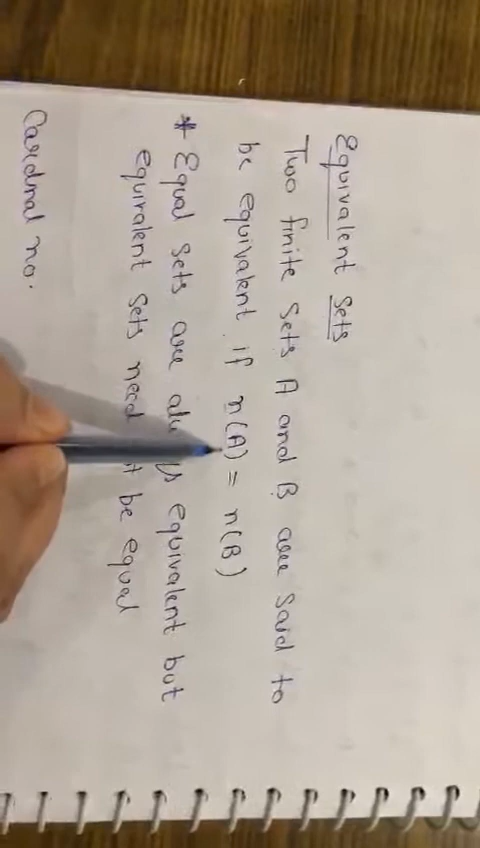 Equivalent Sets
Two finite sets A and B are said to
be equivalent if n(A) = n(B)
* Equal sets are equivalent but
equivalent sets need be equal
Cardinal no.